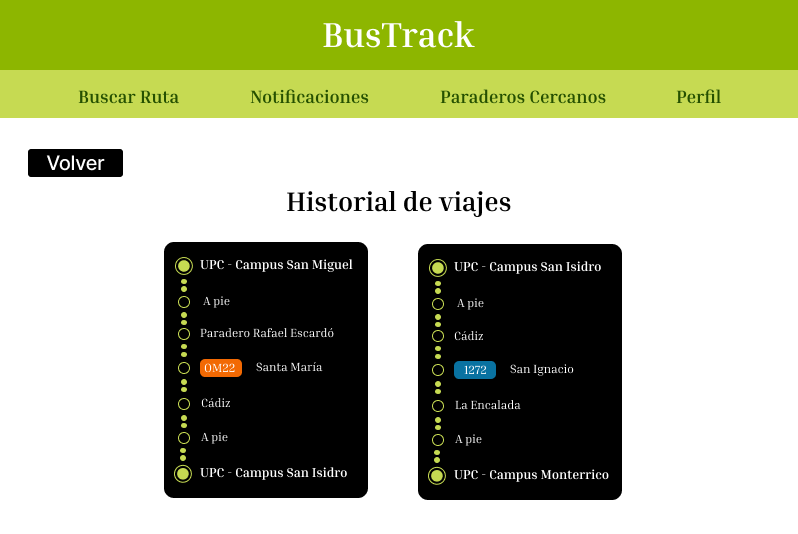 BusTrack
Buscar Ruta Notificaciones Paraderos Cercanos Perfil
Volver
Historial de viajes
UPC - Campus San Miguel
A pie
Paradero Rafael Escardó
OM22 Santa María
Cádiz
A pie
UPC - Campus San Isidro
UPC - Campus San Isidro
A pie
Cádiz
1272 San Ignacio
La Encalada
A pie
UPC - Campus Monterrico